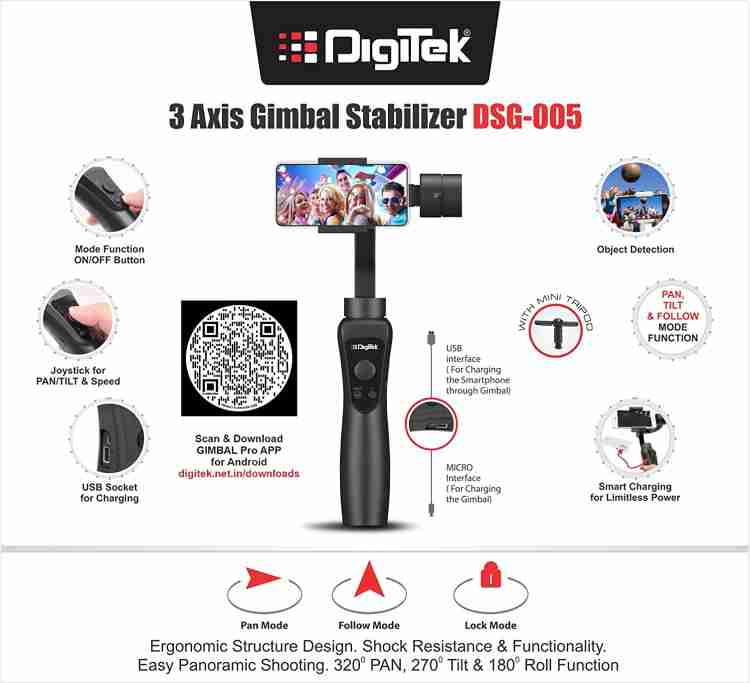 DigiTek®
3 Axis Gimbal Stabilizer DSG-005
Mode Function
ON/OFF Button
Object Detection
Joystick for
PAN/TILT & Speed
DigiTek
USB
interface
( For Charging
the Smartphone
through Gimbal)
WITH MINI TRIPOD
PAN,
TILT
& FOLLOW
MODE
FUNCTION
Scan & Download
GIMBAL Pro APP
for Android
digitek.net.in/downloads
USB Socket
for Charging
MICRO
Interface
( For Charging
the Gimbal)
Smart Charging
for Limitless Power
Pan Mode
Follow Mode
Lock Mode
Ergonomic Structure Design. Shock Resistance & Functionality.
Easy Panoramic Shooting. 320⁰ PAN, 270⁰ Tilt & 180⁰ Roll Function